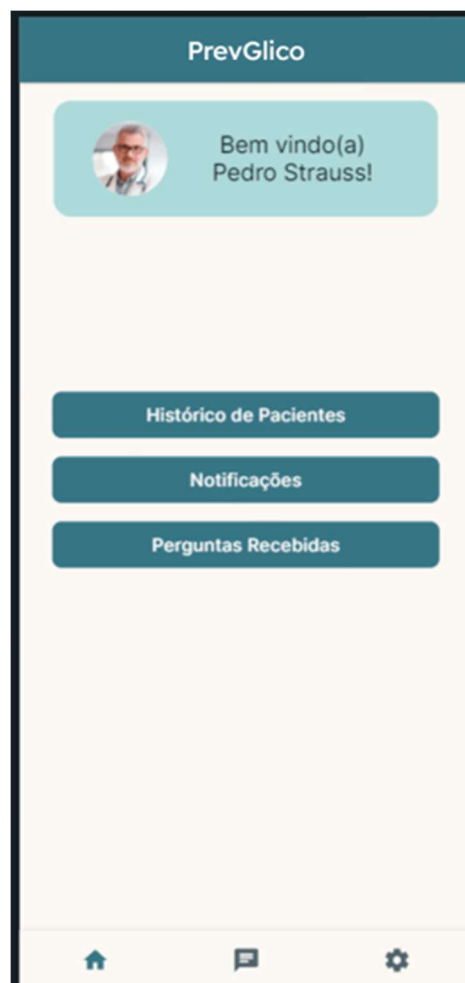 PrevGlico
Bem vindo(a)
Pedro Strauss!
Histórico de Pacientes
Notificações
Perguntas Recebidas